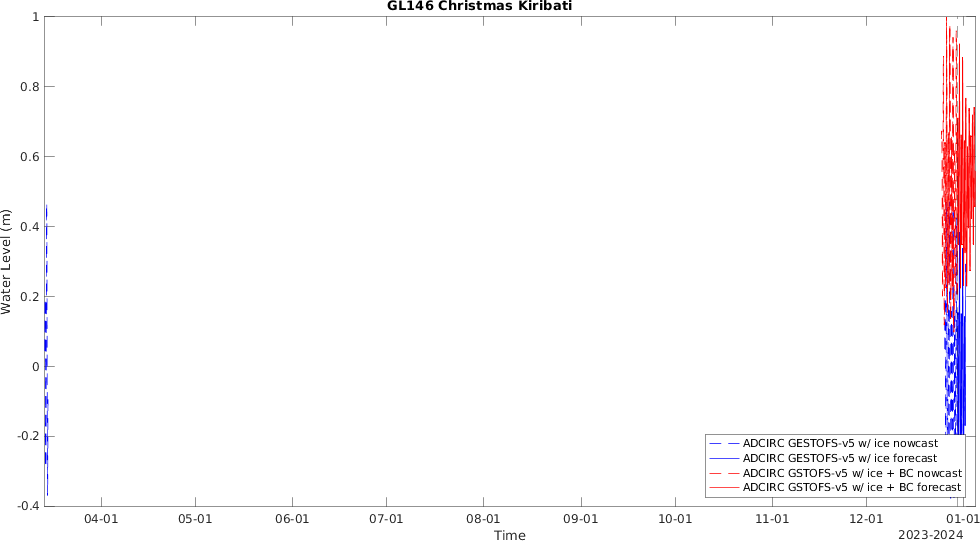 GL146 Christmas Kiribati
1
0.8
0.6
0.4
0.2
0
-0.2
-0.4
Water Level (m)
04-01 05-01 06-01 07-01 08-01 09-01 10-01 11-01 12-01 01-01
Time
2023-2024
ADCIRC GESTOFS-v5 w/ ice nowcast
ADCIRC GESTOFS-v5 w/ ice forecast
ADCIRC GSTOFS-v5 w/ ice + BC nowcast
ADCIRC GSTOFS-v5 w/ ice + BC forecast